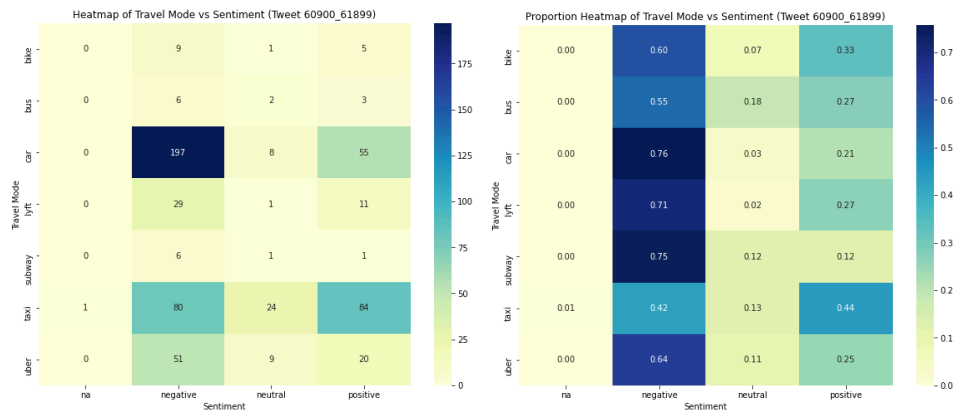 Heatmap of Travel Mode vs Sentiment (Tweet 60900_61899)
bike 0 9 1 5
bus 0 6 2 3
car 0 197 8 55
lyft 0 29 1 11
subway 0 6 1 1
taxi 1 80 24 84
uber 0 51 9 20
na negative neutral positive
Sentiment
Travel Mode
175
150
125
100
75
50
25
0
Proportion Heatmap of Travel Mode vs Sentiment (Tweet 60900_61899)
bike 0.00 0.60 0.07 0.33
bus 0.00 0.55 0.18 0.27
car 0.00 0.76 0.03 0.21
lyft 0.00 0.71 0.02 0.27
subway 0.00 0.75 0.12 0.12
taxi 0.01 0.42 0.13 0.44
uber 0.00 0.64 0.11 0.25
na negative neutral positive
Sentiment
Travel Mode
0.7
0.6
0.5
0.4
0.3
0.2
0.1
0.0